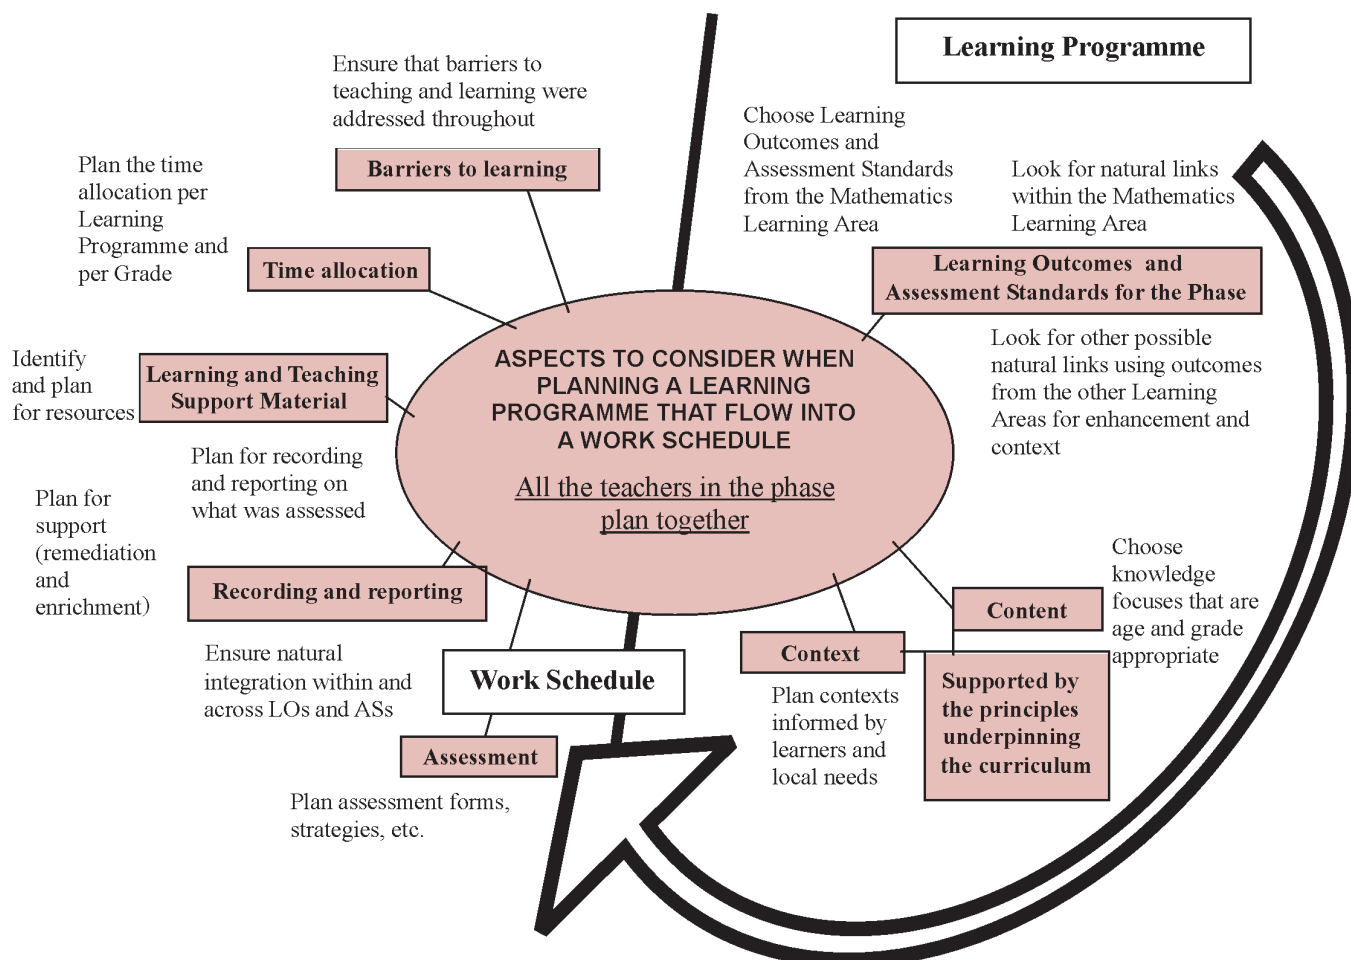 Learning Programme
Ensure that barriers to
teaching and learning were
addressed throughout
Barriers to learning
Plan the time
allocation per
Learning
Programme and
per Grade
Time allocation
Choose Learning
Outcomes and
Assessment Standards
from the Mathematics
Learning Area
Look for natural links
within the Mathematics
Learning Area
Learning Outcomes and
Assessment Standards for the Phase
Look for other possible
natural links using outcomes
from the other Learning
Areas for enhancement and
context
ASPECTS TO CONSIDER WHEN
PLANNING A LEARNING
PROGRAMME THAT FLOW INTO
A WORK SCHEDULE
All the teachers in the phase
plan together
Identify
and plan
for resources
Learning and Teaching
Support Material
Plan for recording
and reporting on
what was assessed
Plan for
support
(remediation
and
enrichment)
Recording and reporting
Ensure natural
integration within and
across LOs and ASs
Work Schedule
Assessment
Plan assessment forms,
strategies, etc.
Context
Plan contexts
informed by
learners and
local needs
Content
Choose
knowledge
focuses that are
age and grade
appropriate
Supported by
the principles
underpinning
the curriculum